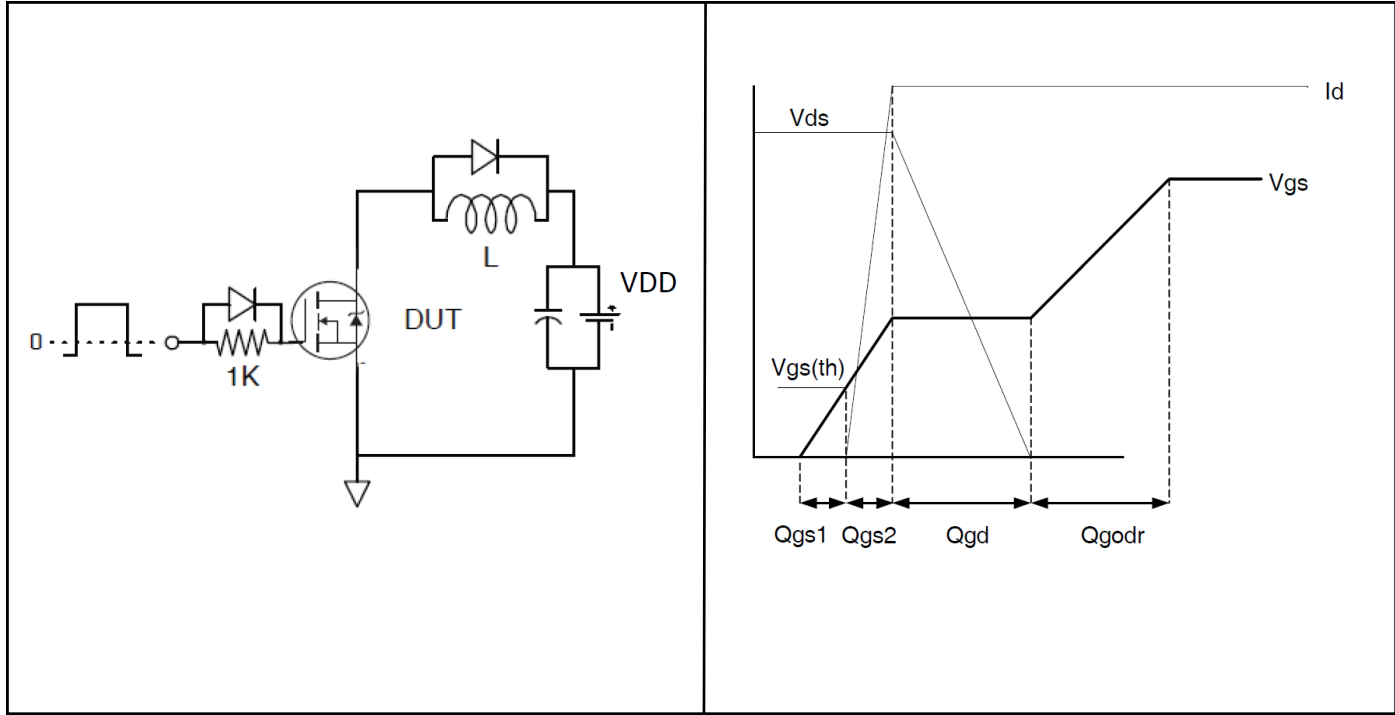 0
1K
DUT
L
VDD
Id
Vds
Vgs
Vgs(th)
Qgs1 Qgs2 Qgd Qgodr